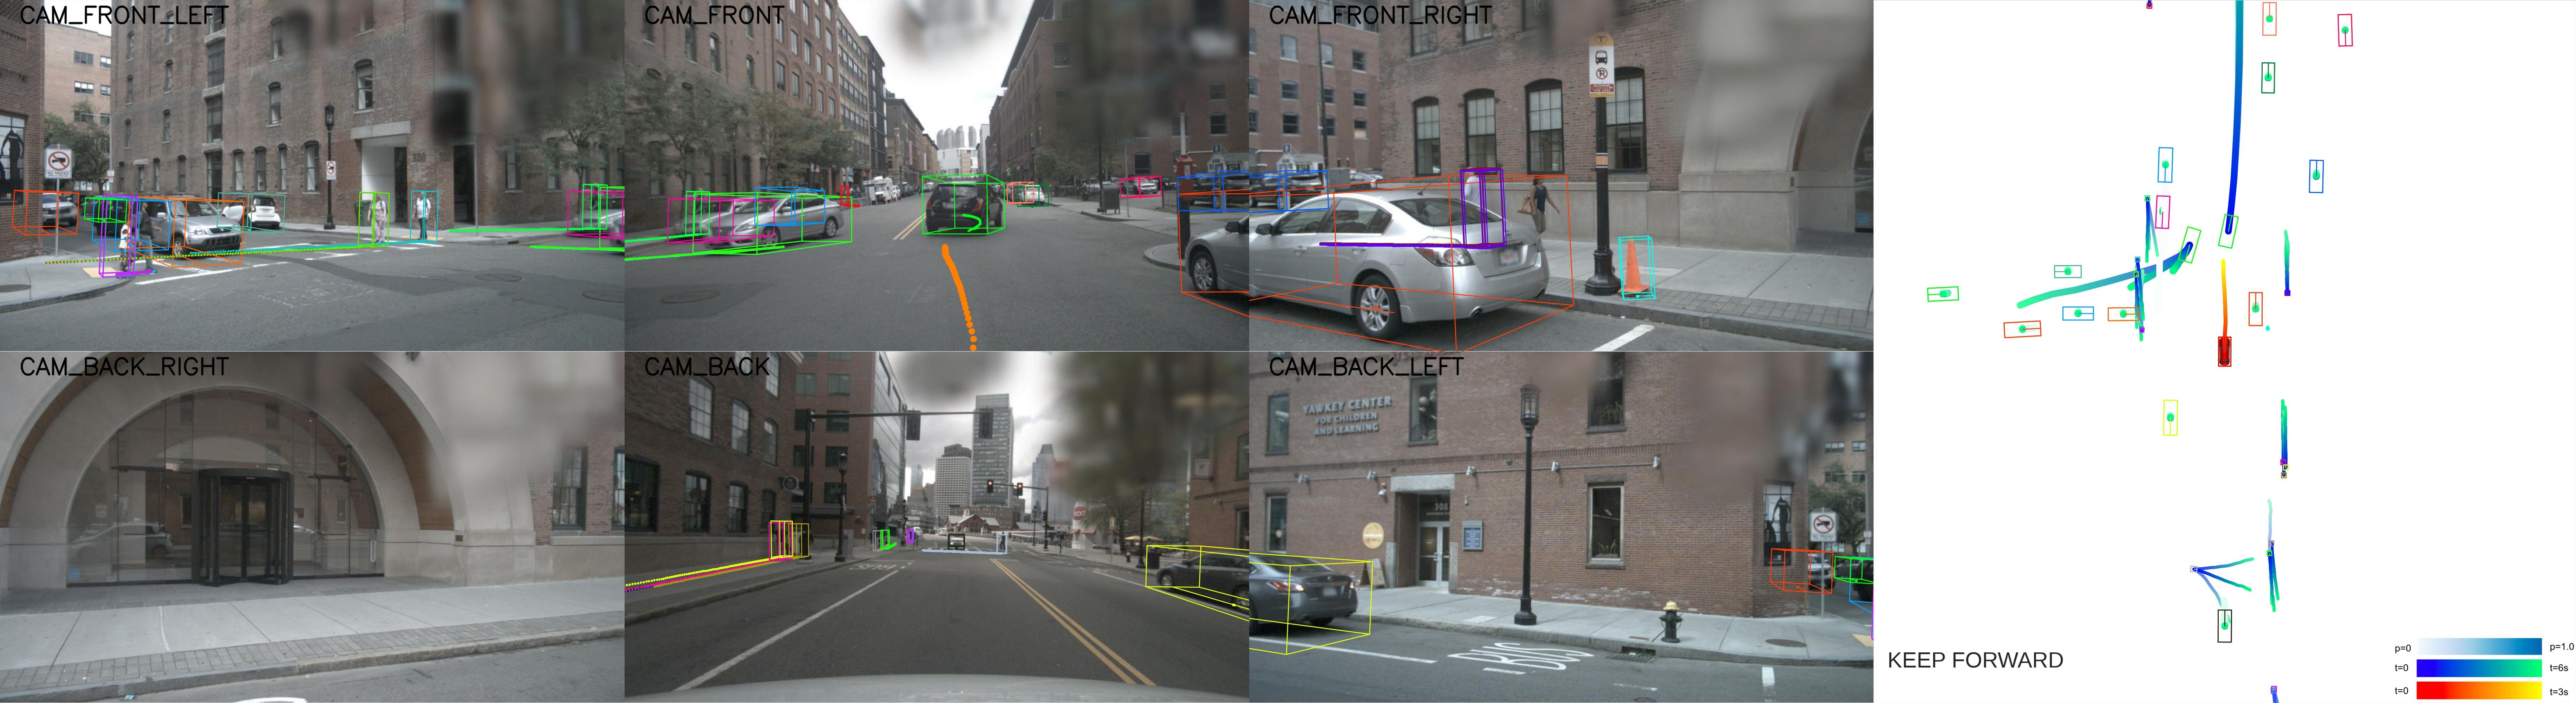 CAM_FRONT_LEFT
CAM_FRONT
CAM_FRONT_RIGHT
T
CAM_BACK_RIGHT
CAM_BACK
CAM_BACK_LEFT
YAWKEY CENTER
FOR CHILDREN
AND LEARNING
303
BUS
KEEP FORWARD
p=0
p=1.0
t=0
t=6s
t=0
t=3s